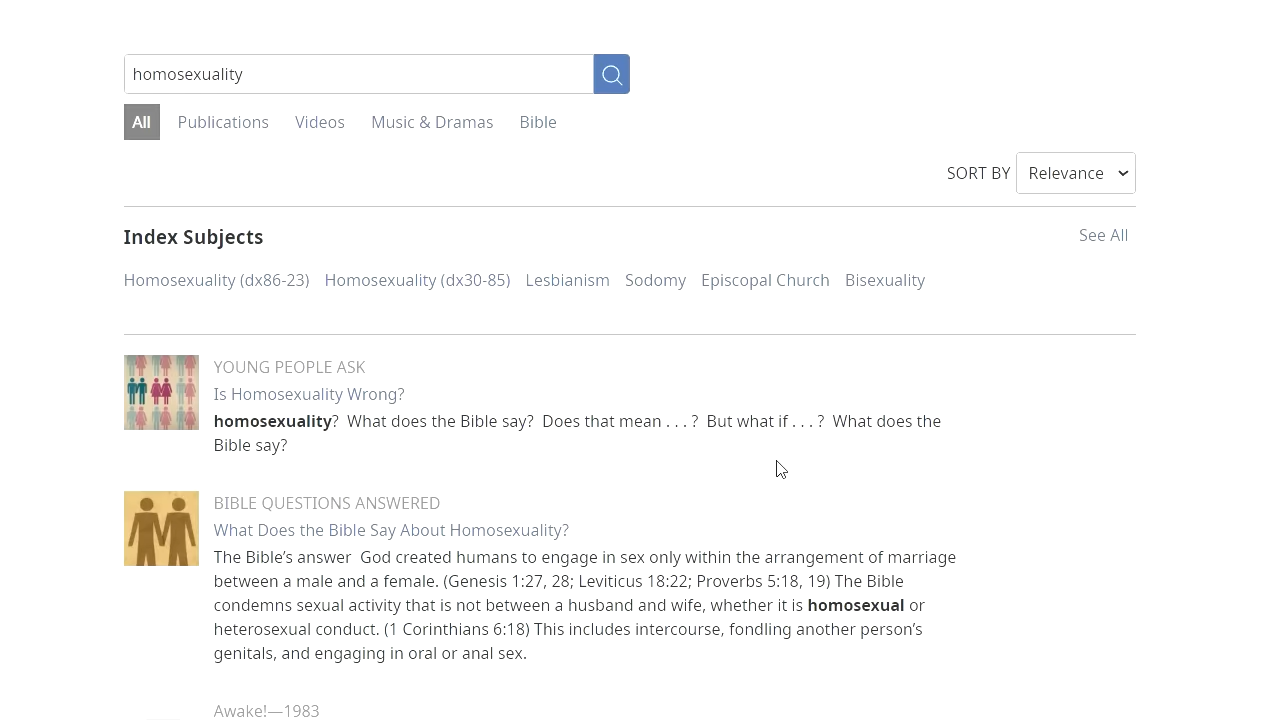 homosexuality
All Publications Videos Music & Dramas Bible
SORT BY Relevance
Index Subjects See All
Homosexuality (dx86-23) Homosexuality (dx30-85) Lesbianism Sodomy Episcopal Church Bisexuality
YOUNG PEOPLE ASK
Is Homosexuality Wrong?
homosexuality? What does the Bible say? Does that mean . . . ? But what if . . . ? What does the
Bible say?
BIBLE QUESTIONS ANSWERED
What Does the Bible Say About Homosexuality?
The Bible’s answer God created humans to engage in sex only within the arrangement of marriage
between a male and a female. (Genesis 1:27, 28; Leviticus 18:22; Proverbs 5:18, 19) The Bible
condemns sexual activity that is not between a husband and wife, whether it is homosexual or
heterosexual conduct. (1 Corinthians 6:18) This includes intercourse, fondling another person’s
genitals, and engaging in oral or anal sex.
Awake!—1983